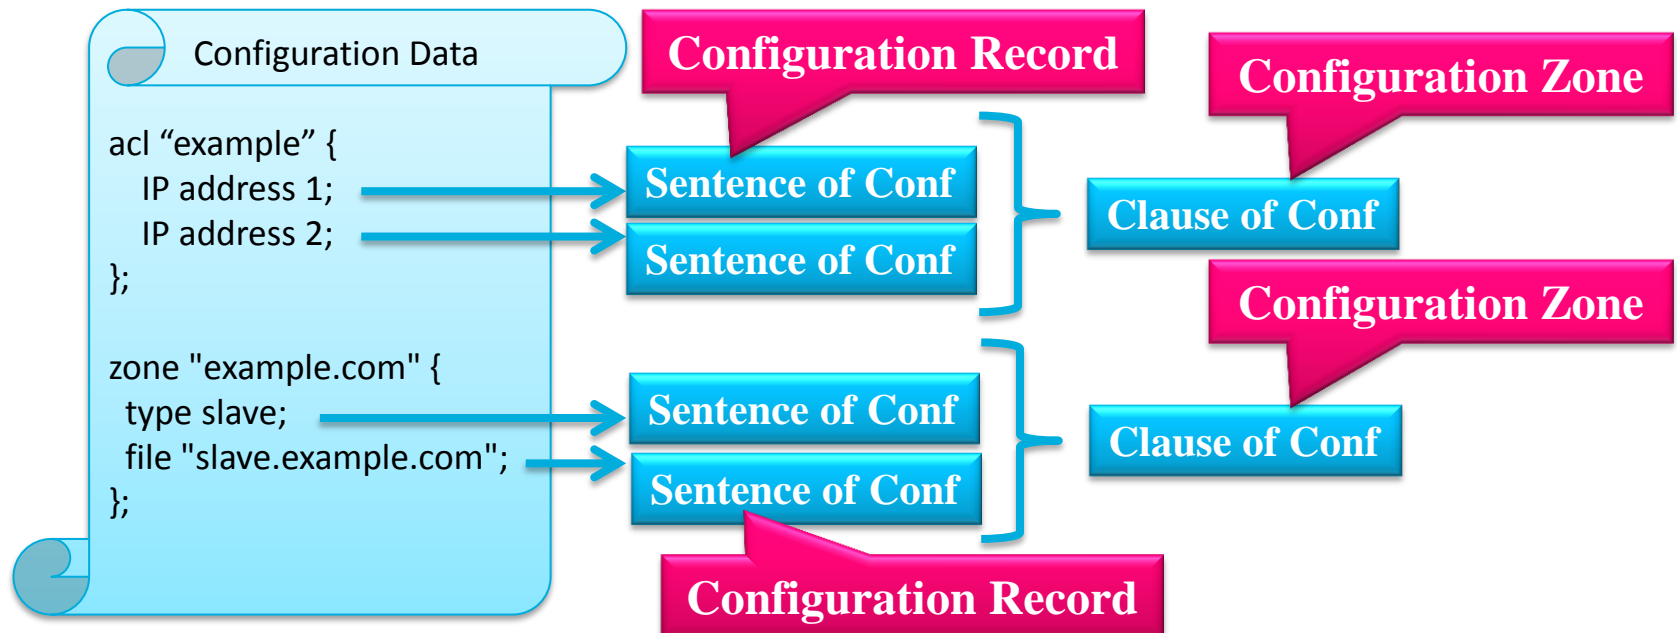 Configuration Data
acl “example” {
IP address 1;
IP address 2;
};
zone "example.com" {
type slave;
file "slave.example.com";
};
Configuration Record
Sentence of Conf
Sentence of Conf
Configuration Zone
Clause of Conf
Sentence of Conf
Sentence of Conf
Configuration Record
Configuration Zone
Clause of Conf